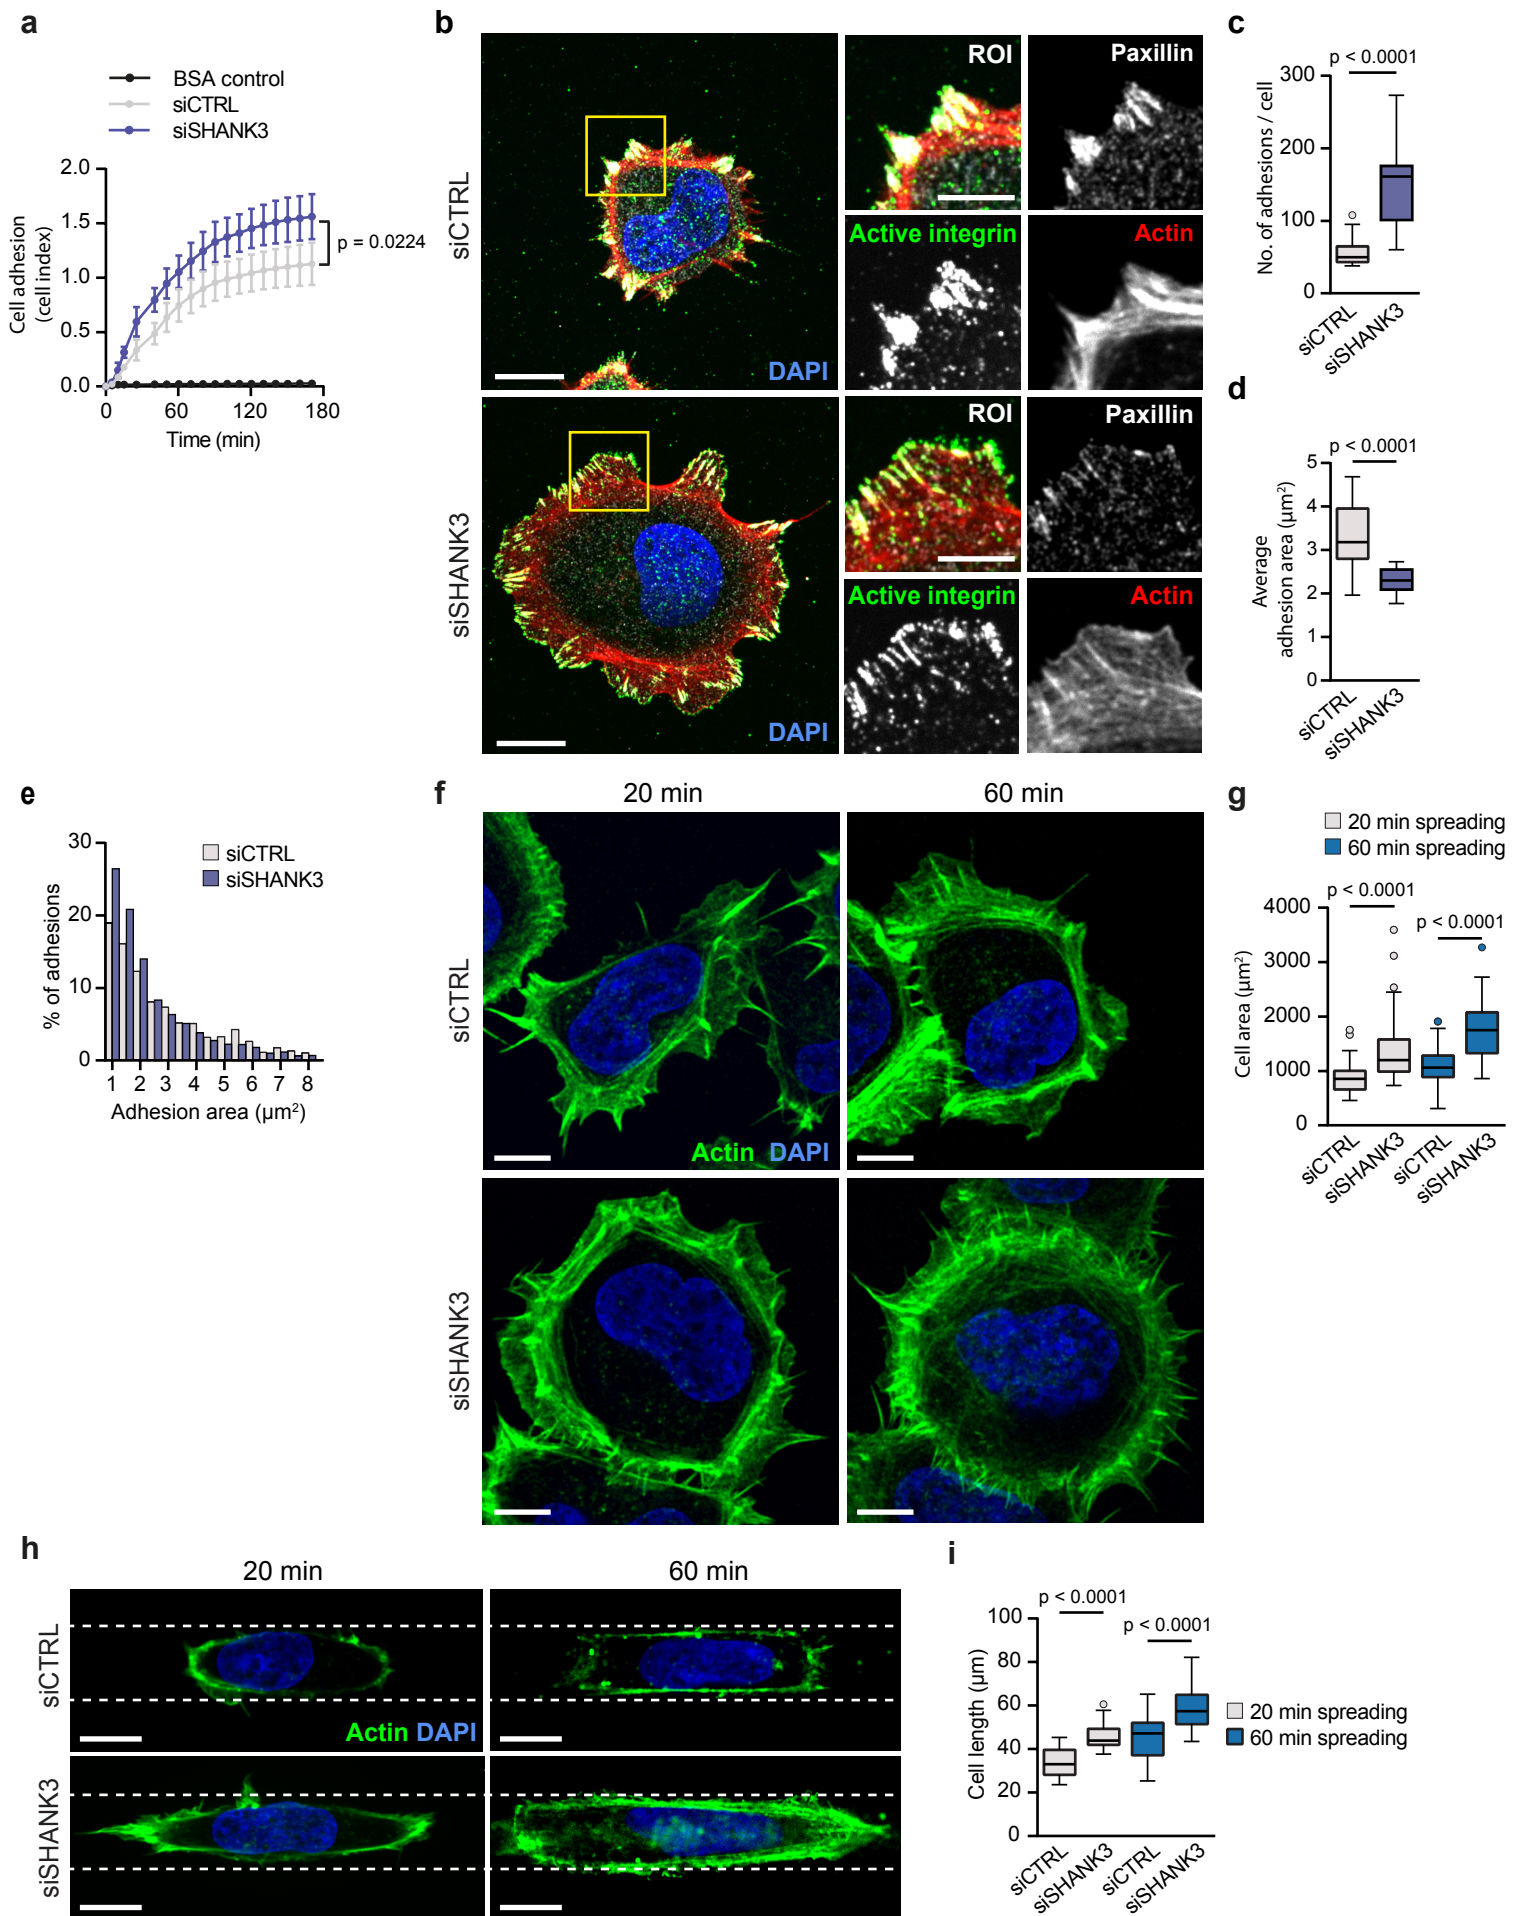 a
BSA control
siCTRL
siSHANK3
2.0
1.5
1.0
0.5
0.0
Cell adhesion
(cell index)
p = 0.0224
0
60
120
180
Time (min)
b
siCTRL
DAPI
ROI
Paxillin
Active integrin
Actin
siSHANK3
DAPI
ROI
Paxillin
Active integrin
Actin
c
p < 0.0001
300
200
100
0
No. of adhesions / cell
siCTRL
siSHANK3
d
p < 0.0001
5
4
3
2
1
0
Average
adhesion area (µm²)
siCTRL
siSHANK3
e
30
20
10
0
% of adhesions
siCTRL
siSHANK3
1 2 3 4 5 6 7 8
Adhesion area (µm²)
f
20 min
60 min
siCTRL
Actin DAPI
siSHANK3
g
20 min spreading
60 min spreading
p < 0.0001
p < 0.0001
4000
3000
2000
1000
0
Cell area (µm²)
siCTRL
siSHANK3
siCTRL
siSHANK3
h
20 min
60 min
siCTRL
Actin DAPI
siSHANK3
i
p < 0.0001
p < 0.0001
100
80
60
40
20
0
Cell length (µm)
20 min spreading
60 min spreading
siCTRL
siSHANK3
siCTRL
siSHANK3